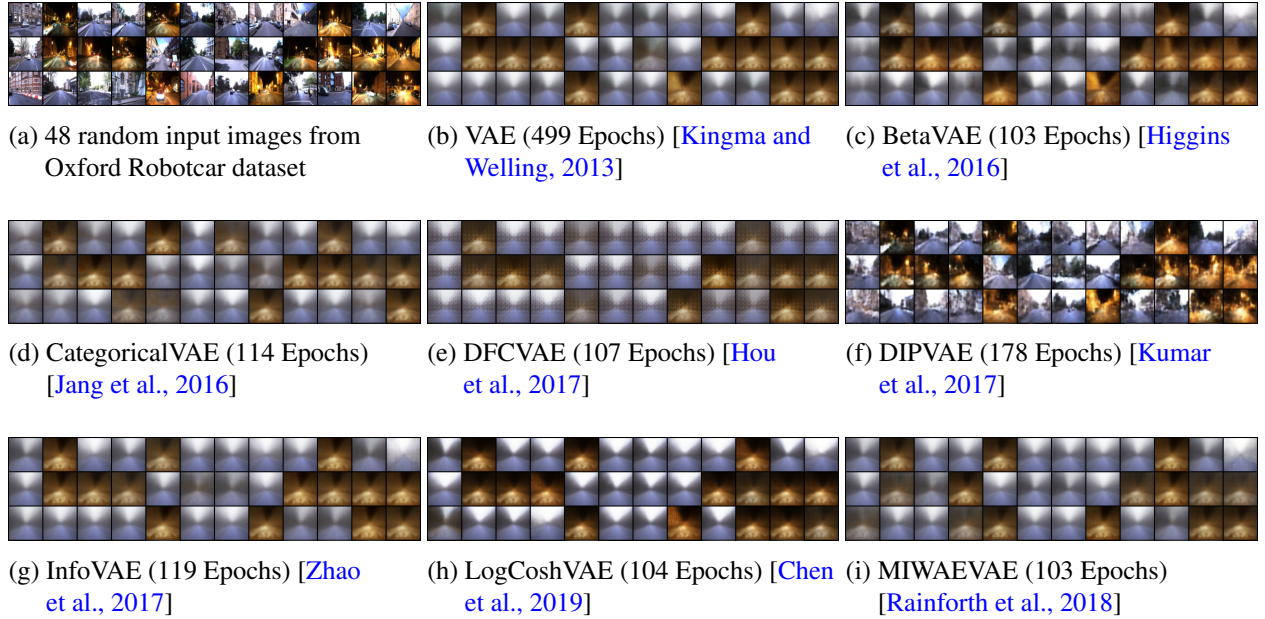 (a) 48 random input images from
Oxford Robotcar dataset
(b) VAE (499 Epochs) [Kingma and
Welling, 2013]
(c) BetaVAE (103 Epochs) [Higgins
et al., 2016]
(d) CategoricalVAE (114 Epochs)
[Jang et al., 2016]
(e) DFCVAE (107 Epochs) [Hou
et al., 2017]
(f) DIPVAE (178 Epochs) [Kumar
et al., 2017]
(g) InfoVAE (119 Epochs) [Zhao
et al., 2017]
(h) LogCoshVAE (104 Epochs) [Chen
et al., 2019]
(i) MIWAEVAE (103 Epochs)
[Rainforth et al., 2018]